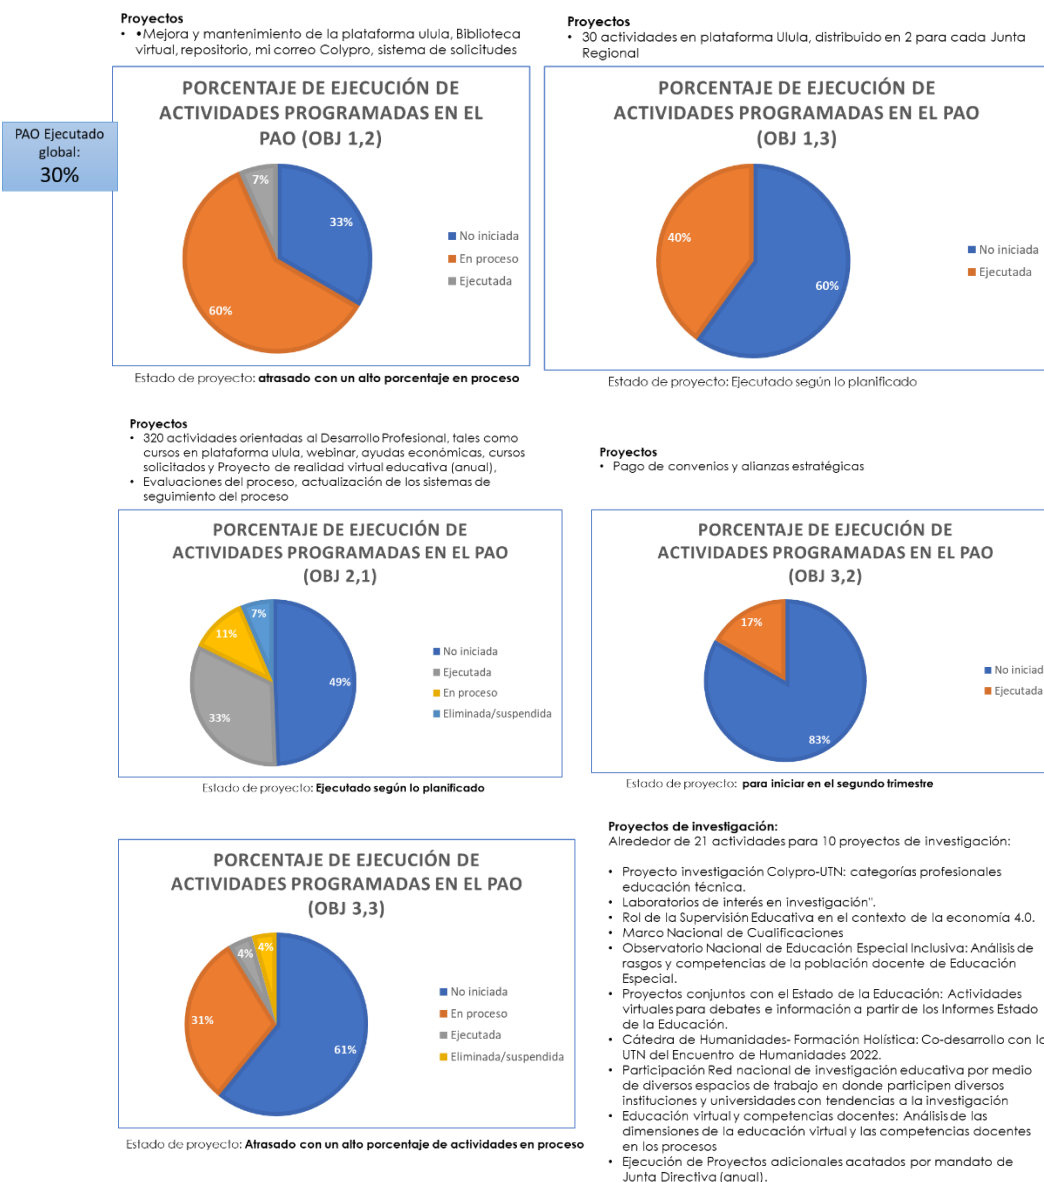 Proyectos
• •Mejora y mantenimiento de la plataforma ulula, Biblioteca
virtual, repositorio, mi correo Colypro, sistema de solicitudes
PAO Ejecutado
global:
30%
PORCENTAJE DE EJECUCIÓN DE
ACTIVIDADES PROGRAMADAS EN EL
PAO (OBJ 1,2)
7%
33%
60%
No iniciada
En proceso
Ejecutada
Estado de proyecto: atrasado con un alto porcentaje en proceso
Proyectos
• 30 actividades en plataforma Ulula, distribuido en 2 para cada Junta
Regional
PORCENTAJE DE EJECUCIÓN DE
ACTIVIDADES PROGRAMADAS EN EL PAO
(OBJ 1,3)
40%
60%
No iniciada
Ejecutada
Estado de proyecto: Ejecutado según lo planificado
Proyectos
• 320 actividades orientadas al Desarrollo Profesional, tales como
cursos en plataforma ulula, webinar, ayudas económicas, cursos
solicitados y Proyecto de realidad virtual educativa (anual),
• Evaluaciones del proceso, actualización de los sistemas de
seguimiento del proceso
PORCENTAJE DE EJECUCIÓN DE
ACTIVIDADES PROGRAMADAS EN EL PAO
(OBJ 2,1)
7%
11%
49%
33%
No iniciada
Ejecutada
En proceso
Eliminada/suspendida
Estado de proyecto: Ejecutado según lo planificado
Proyectos
• Pago de convenios y alianzas estratégicas
PORCENTAJE DE EJECUCIÓN DE
ACTIVIDADES PROGRAMADAS EN EL PAO
(OBJ 3,2)
17%
83%
No iniciad
Ejecutada
Estado de proyecto: para iniciar en el segundo trimestre
PORCENTAJE DE EJECUCIÓN DE
ACTIVIDADES PROGRAMADAS EN EL PAO
(OBJ 3,3)
4%
4%
31%
61%
No iniciada
En proceso
Ejecutada
Eliminada/suspendida
Estado de proyecto: Atrasado con un alto porcentaje de actividades en proceso
Proyectos de investigación:
Alrededor de 21 actividades para 10 proyectos de investigación:
• Proyecto investigación Colypro-UTN: categorías profesionales
educación técnica.
• Laboratorios de interés en investigación".
• Rol de la Supervisión Educativa en el contexto de la economía 4.0.
• Marco Nacional de Cualificaciones
• Observatorio Nacional de Educación Especial Inclusiva: Análisis de
rasgos y competencias de la población docente de Educación
Especial.
• Proyectos conjuntos con el Estado de la Educación: Actividades
virtuales para debates e información a partir de los Informes Estado
de la Educación.
• Cátedra de Humanidades- Formación Holística: Co-desarrollo con la
UTN del Encuentro de Humanidades 2022.
• Participación Red nacional de investigación educativa por medio
de diversos espacios de trabajo en donde participen diversos
instituciones y universidades con tendencias a la investigación
• Educación virtual y competencias docentes: Análisis de las
dimensiones de la educación virtual y las competencias docentes
en los procesos
• Ejecución de Proyectos adicionales acatados por mandato de
Junta Directiva (anual).